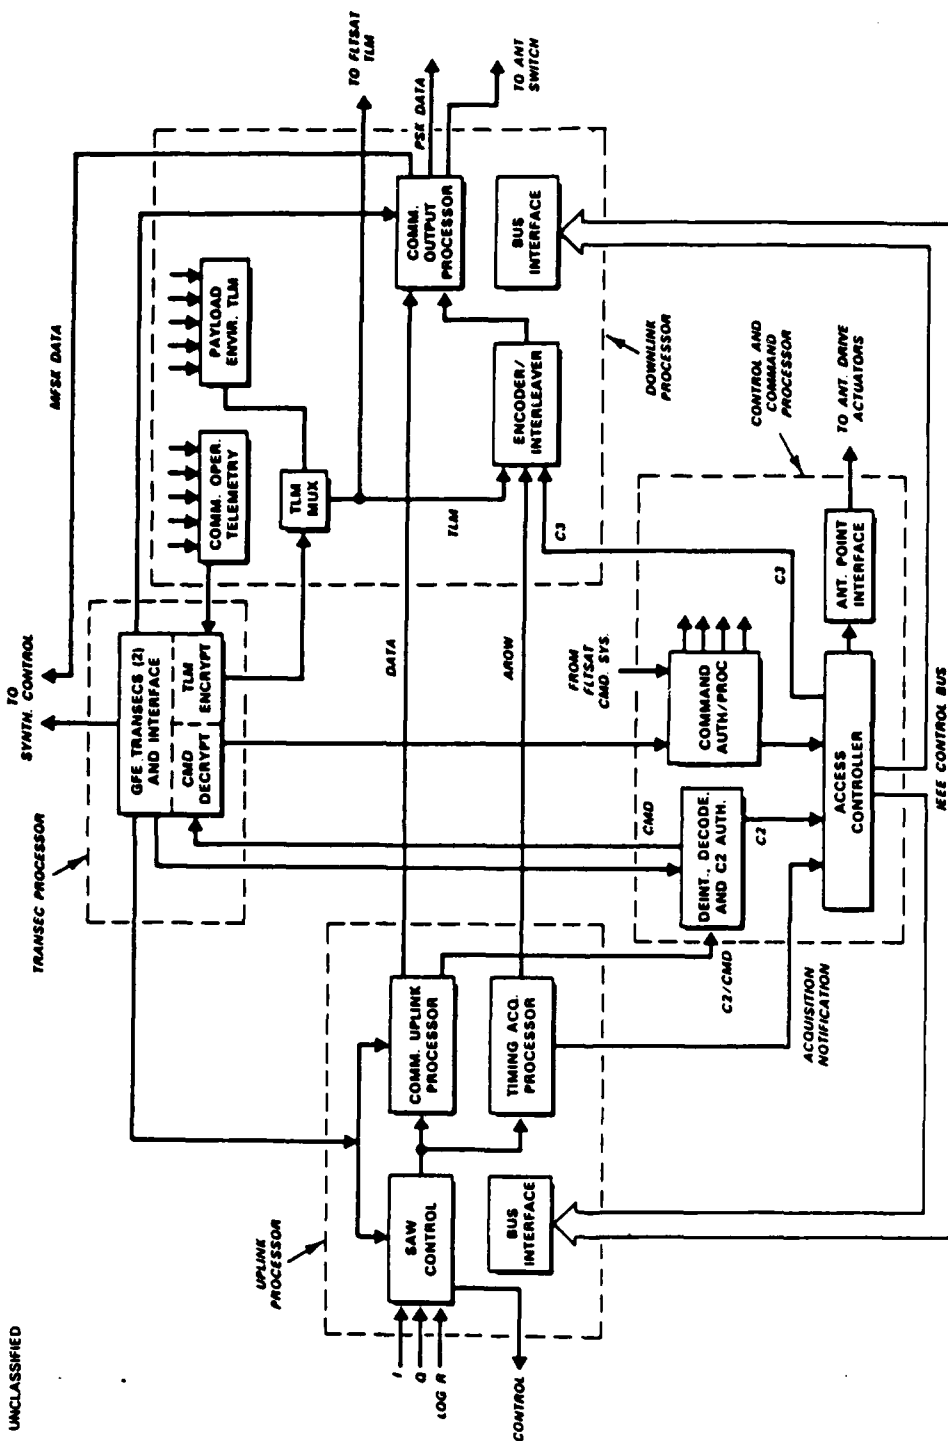 UNCLASSIFIED
TO
SYNTH. CONTROL
MFSK DATA
TRANSEC PROCESSOR
GFE TRANSECS (2)
AND INTERFACE
CMD
DECRYPT
TLM
ENCRYPT
COMM. OPER.
TELEMETRY
PAYLOAD
ENVIR. TLM
TLM
MUX
TO FLTSAT
TLM
PSK DATA
TO ANT
SWITCH
UPLINK
PROCESSOR
I
Q
LOG R
CONTROL
SAW
CONTROL
COMM. UPLINK
PROCESSOR
BUS
INTERFACE
TIMING ACQ.
PROCESSOR
DATA
AROW
TLM
C3
ENCODER/
INTERLEAVER
COMM.
OUTPUT
PROCESSOR
BUS
INTERFACE
DOWNLINK
PROCESSOR
C2/CMD
ACQUISITION
NOTIFICATION
CMD
C2
DEINT., DECODE.
AND C2 AUTH.
FROM
FLTSAT
CMD. SYS.
COMMAND
AUTH/PROC
C3
ACCESS
CONTROLLER
ANT. POINT
INTERFACE
CONTROL AND
COMMAND
PROCESSOR
TO ANT. DRIVE
ACTUATORS
IEEE CONTROL BUS